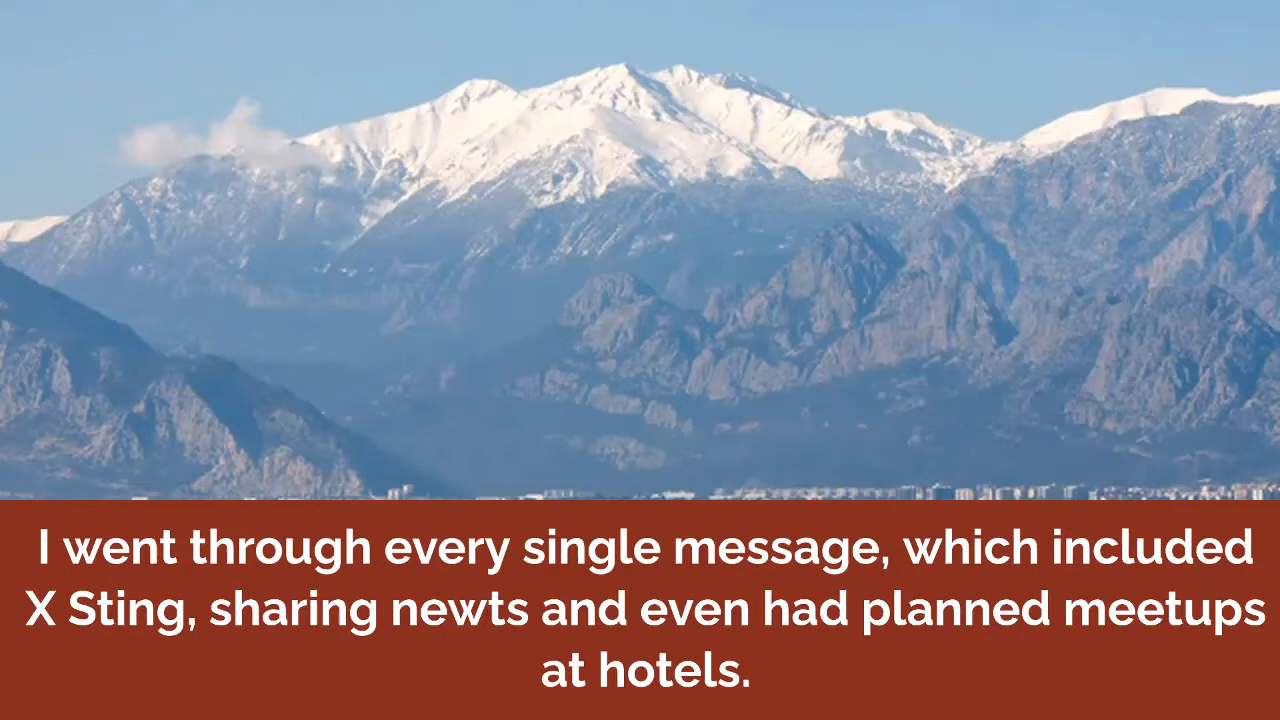 I went through every single message, which included
X Sting, sharing newts and even had planned meetups
at hotels.